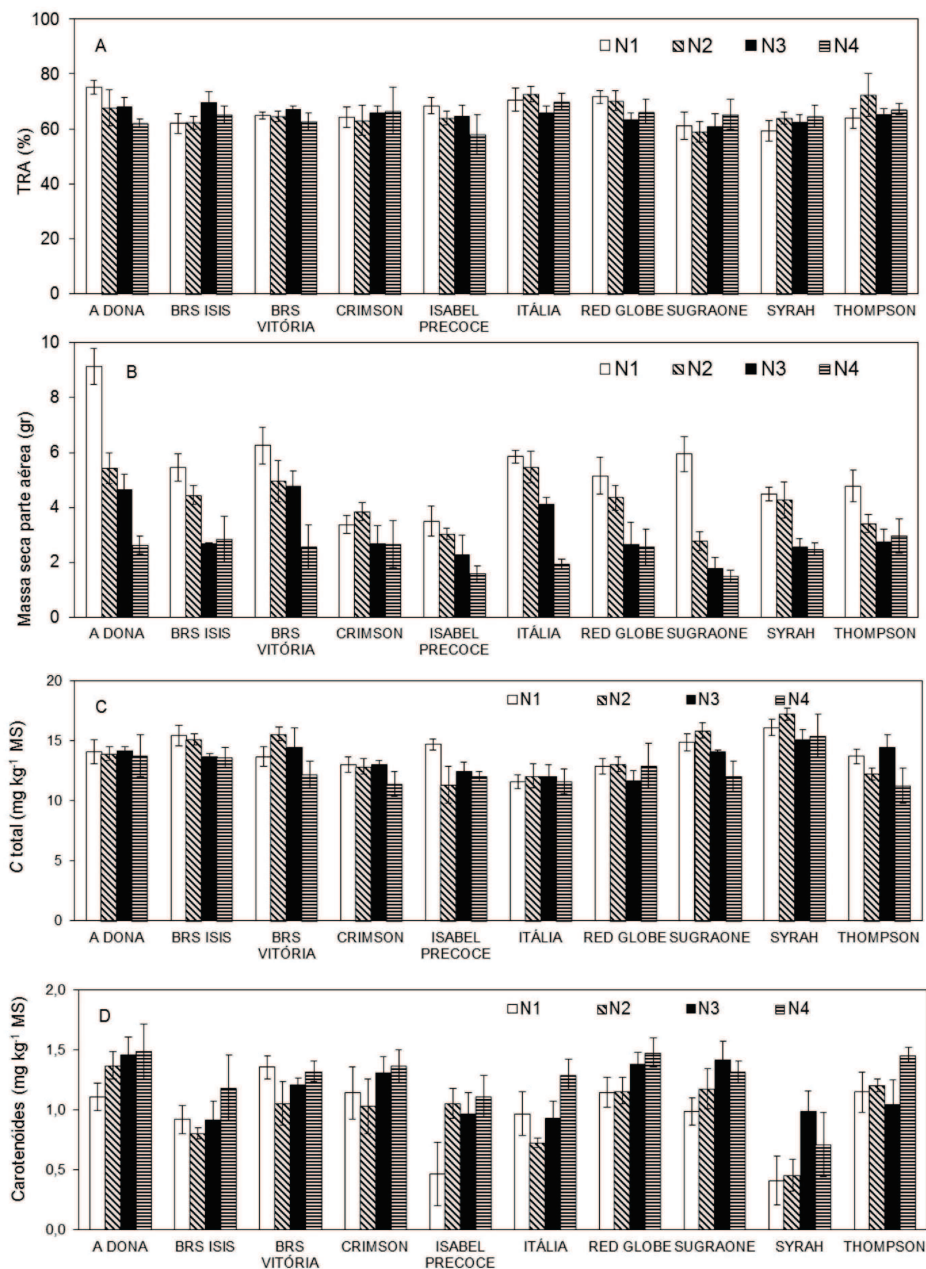 A
N1 N2 N3 N4
TRA (%)
100
80
60
40
20
0
A DONA BRS ISIS BRS VITÓRIA CRIMSON ISABEL PRECOCE ITÁLIA RED GLOBE SUGRAONE SYRAH THOMPSON
B
N1 N2 N3 N4
Massa seca parte aérea (gr)
10
8
6
4
2
0
A DONA BRS ISIS BRS VITÓRIA CRIMSON ISABEL PRECOCE ITÁLIA RED GLOBE SUGRAONE SYRAH THOMPSON
C
N1 N2 N3 N4
C total (mg kg⁻¹ MS)
20
15
10
5
0
A DONA BRS ISIS BRS VITÓRIA CRIMSON ISABEL PRECOCE ITÁLIA RED GLOBE SUGRAONE SYRAH THOMPSON
D
N1 N2 N3 N4
Carotenóides (mg kg⁻¹ MS)
2,0
1,5
1,0
0,5
0,0
A DONA BRS ISIS BRS VITÓRIA CRIMSON ISABEL PRECOCE ITÁLIA RED GLOBE SUGRAONE SYRAH THOMPSON